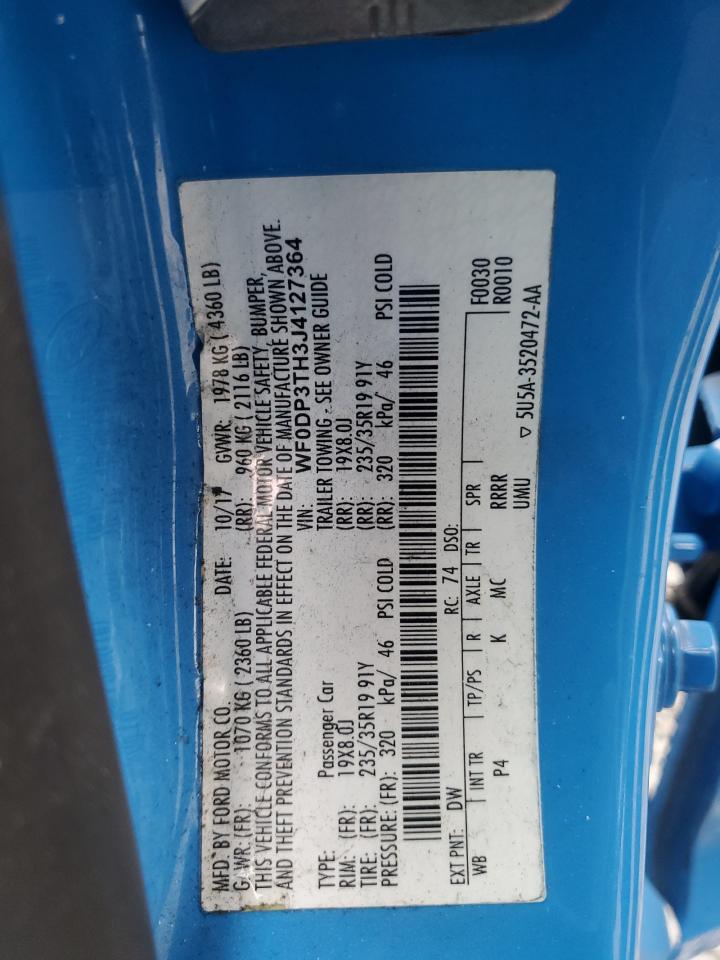 MFD. BY FORD MOTOR CO. DATE: 10/17 GVWR: 1978 KG ( 4360 LB)
GAWR: (FR): 1070 KG ( 2360 LB) (RR): 960 KG ( 2116 LB)
THIS VEHICLE CONFORMS TO ALL APPLICABLE FEDERAL MOTOR VEHICLE SAFETY, BUMPER,
AND THEFT PREVENTION STANDARDS IN EFFECT ON THE DATE OF MANUFACTURE SHOWN ABOVE.
VIN: WF0DP3TH3J4127364
TYPE: Passenger Car TRAILER TOWING - SEE OWNER GUIDE
RIM: (FR): 19X8.0J (RR): 19X8.0J
TIRE: (FR): 235/35R19 91Y (RR): 235/35R19 91Y
PRESSURE: (FR): 320 kPa/ 46 PSI COLD (RR): 320 kPa/ 46 PSI COLD
EXT PNT: DW RC: 74 DSO:
WB INT TR TP/PS R AXLE TR SPR F0030
P4 K MC RRRR R0010
UMU ▽ 5U5A-3520472-AA